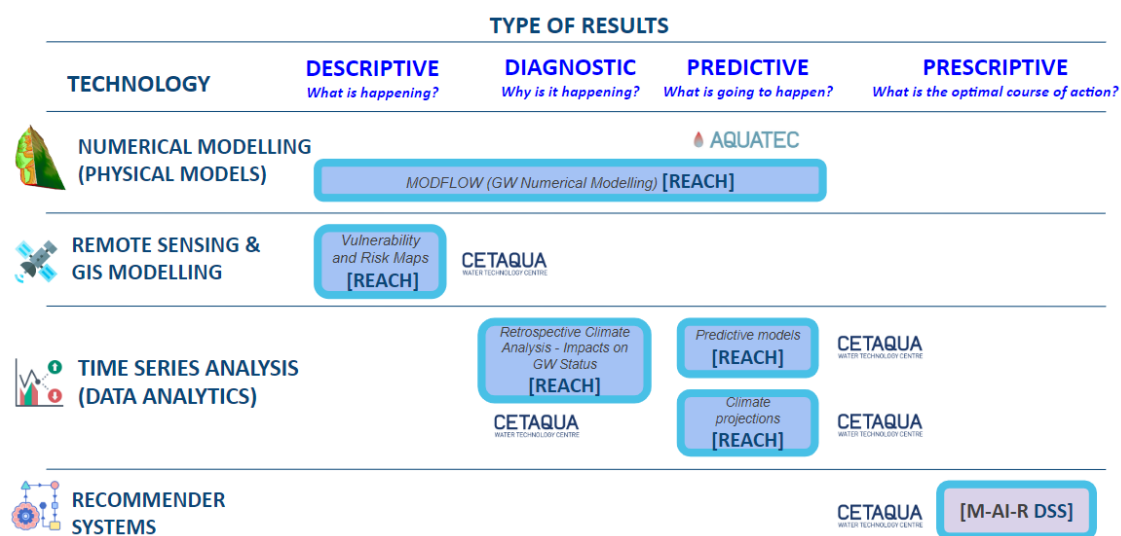 TYPE OF RESULTS
TECHNOLOGY
DESCRIPTIVE
What is happening?
DIAGNOSTIC
Why is it happening?
PREDICTIVE
What is going to happen?
PRESCRIPTIVE
What is the optimal course of action?
NUMERICAL MODELLING
(PHYSICAL MODELS)
AQUATEC
MODFLOW (GW Numerical Modelling) [REACH]
REMOTE SENSING &
GIS MODELLING
Vulnerability
and Risk Maps
[REACH]
CETAQUA
WATER TECHNOLOGY CENTRE
TIME SERIES ANALYSIS
(DATA ANALYTICS)
Retrospective Climate
Analysis - Impacts on
GW Status
[REACH]
CETAQUA
WATER TECHNOLOGY CENTRE
Predictive models
[REACH]
CETAQUA
WATER TECHNOLOGY CENTRE
Climate
projections
[REACH]
CETAQUA
WATER TECHNOLOGY CENTRE
RECOMMENDER
SYSTEMS
CETAQUA
WATER TECHNOLOGY CENTRE
[M-AI-R DSS]